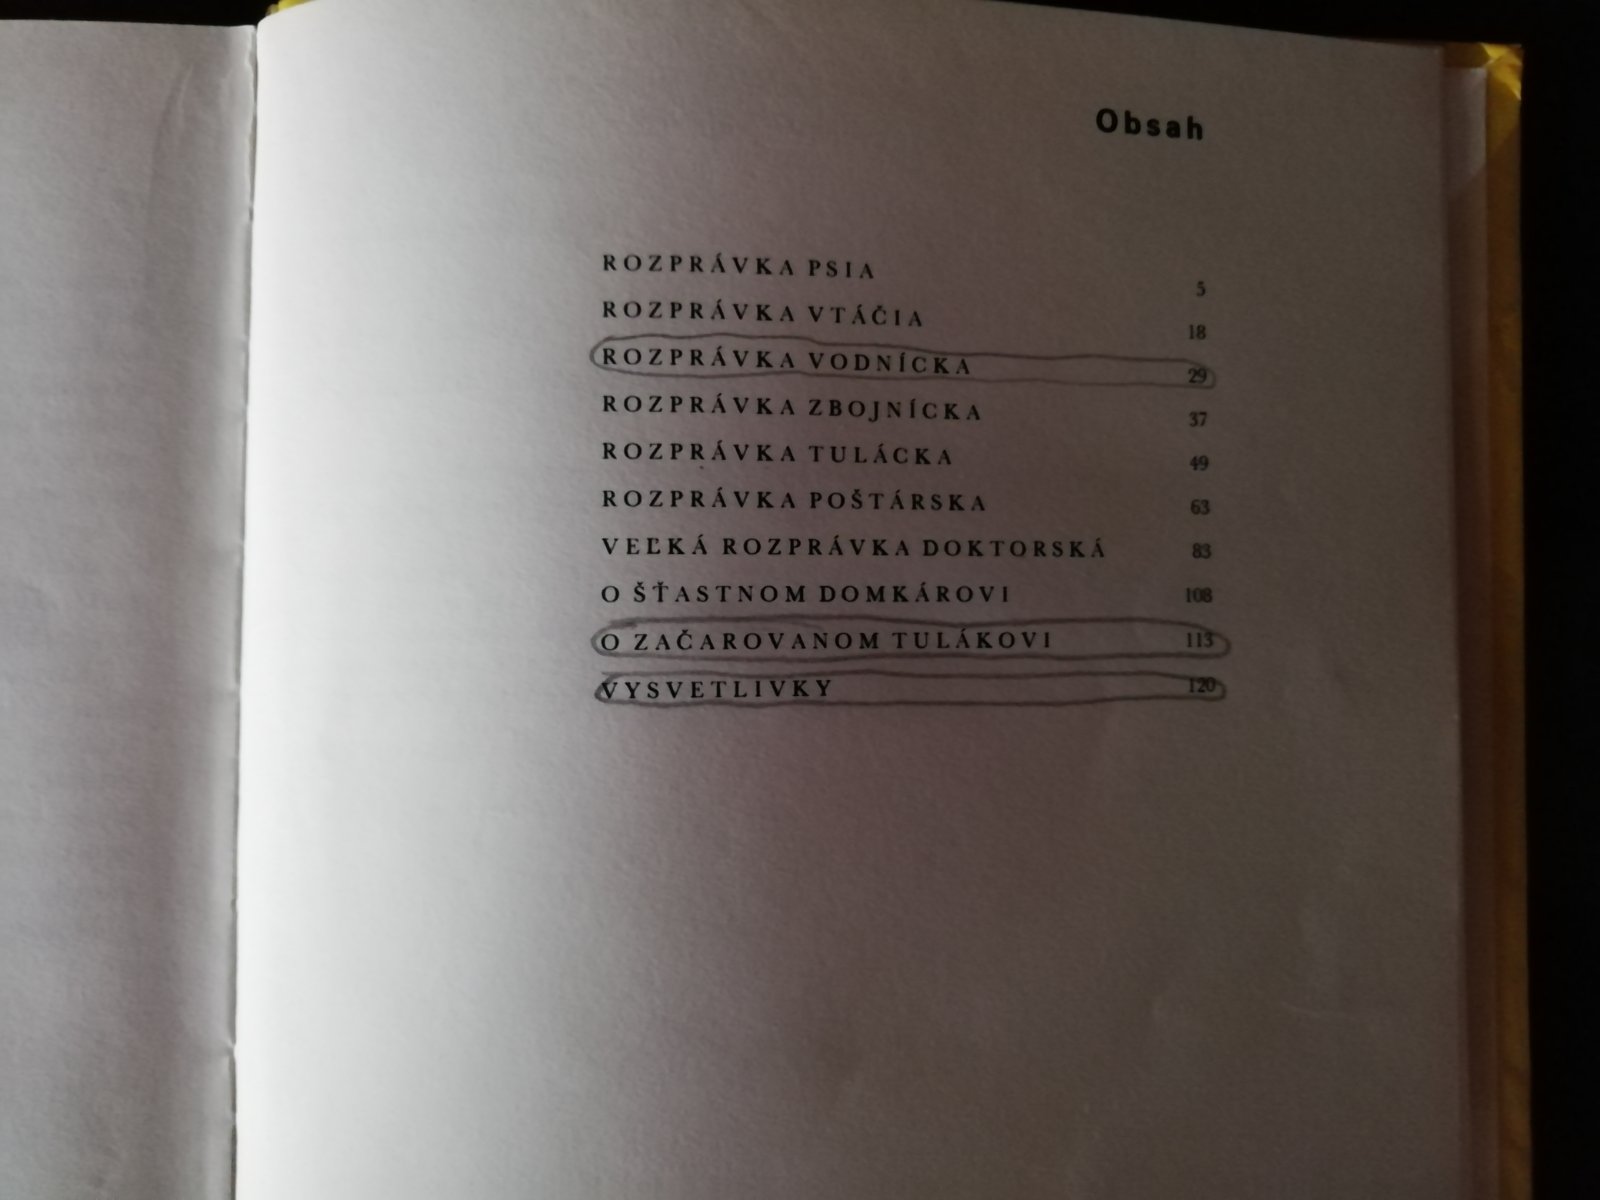 Obsah
ROZPRÁVKA PSIA 5
ROZPRÁVKA VTÁČIA 18
ROZPRÁVKA VODNÍCKA 29
ROZPRÁVKA ZBOJNÍCKA 37
ROZPRÁVKA TULÁCKA 49
ROZPRÁVKA POŠTÁRSKA 63
VEĽKÁ ROZPRÁVKA DOKTORSKÁ 83
O ŠŤASTNOM DOMKÁROVI 108
O ZAČAROVANOM TULÁKOVI 113
VYSVETLIVKY 120